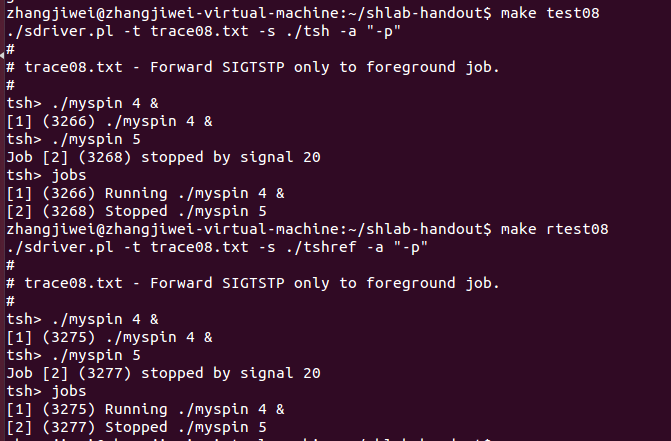 zhangjiwei@zhangjiwei-virtual-machine:~/shlab-handout$ make test08
./sdriver.pl -t trace08.txt -s ./tsh -a "-p"
#
# trace08.txt - Forward SIGTSTP only to foreground job.
#
tsh> ./myspin 4 &
[1] (3266) ./myspin 4 &
tsh> ./myspin 5
Job [2] (3268) stopped by signal 20
tsh> jobs
[1] (3266) Running ./myspin 4 &
[2] (3268) Stopped ./myspin 5
zhangjiwei@zhangjiwei-virtual-machine:~/shlab-handout$ make rtest08
./sdriver.pl -t trace08.txt -s ./tshref -a "-p"
#
# trace08.txt - Forward SIGTSTP only to foreground job.
#
tsh> ./myspin 4 &
[1] (3275) ./myspin 4 &
tsh> ./myspin 5
Job [2] (3277) stopped by signal 20
tsh> jobs
[1] (3275) Running ./myspin 4 &
[2] (3277) Stopped ./myspin 5